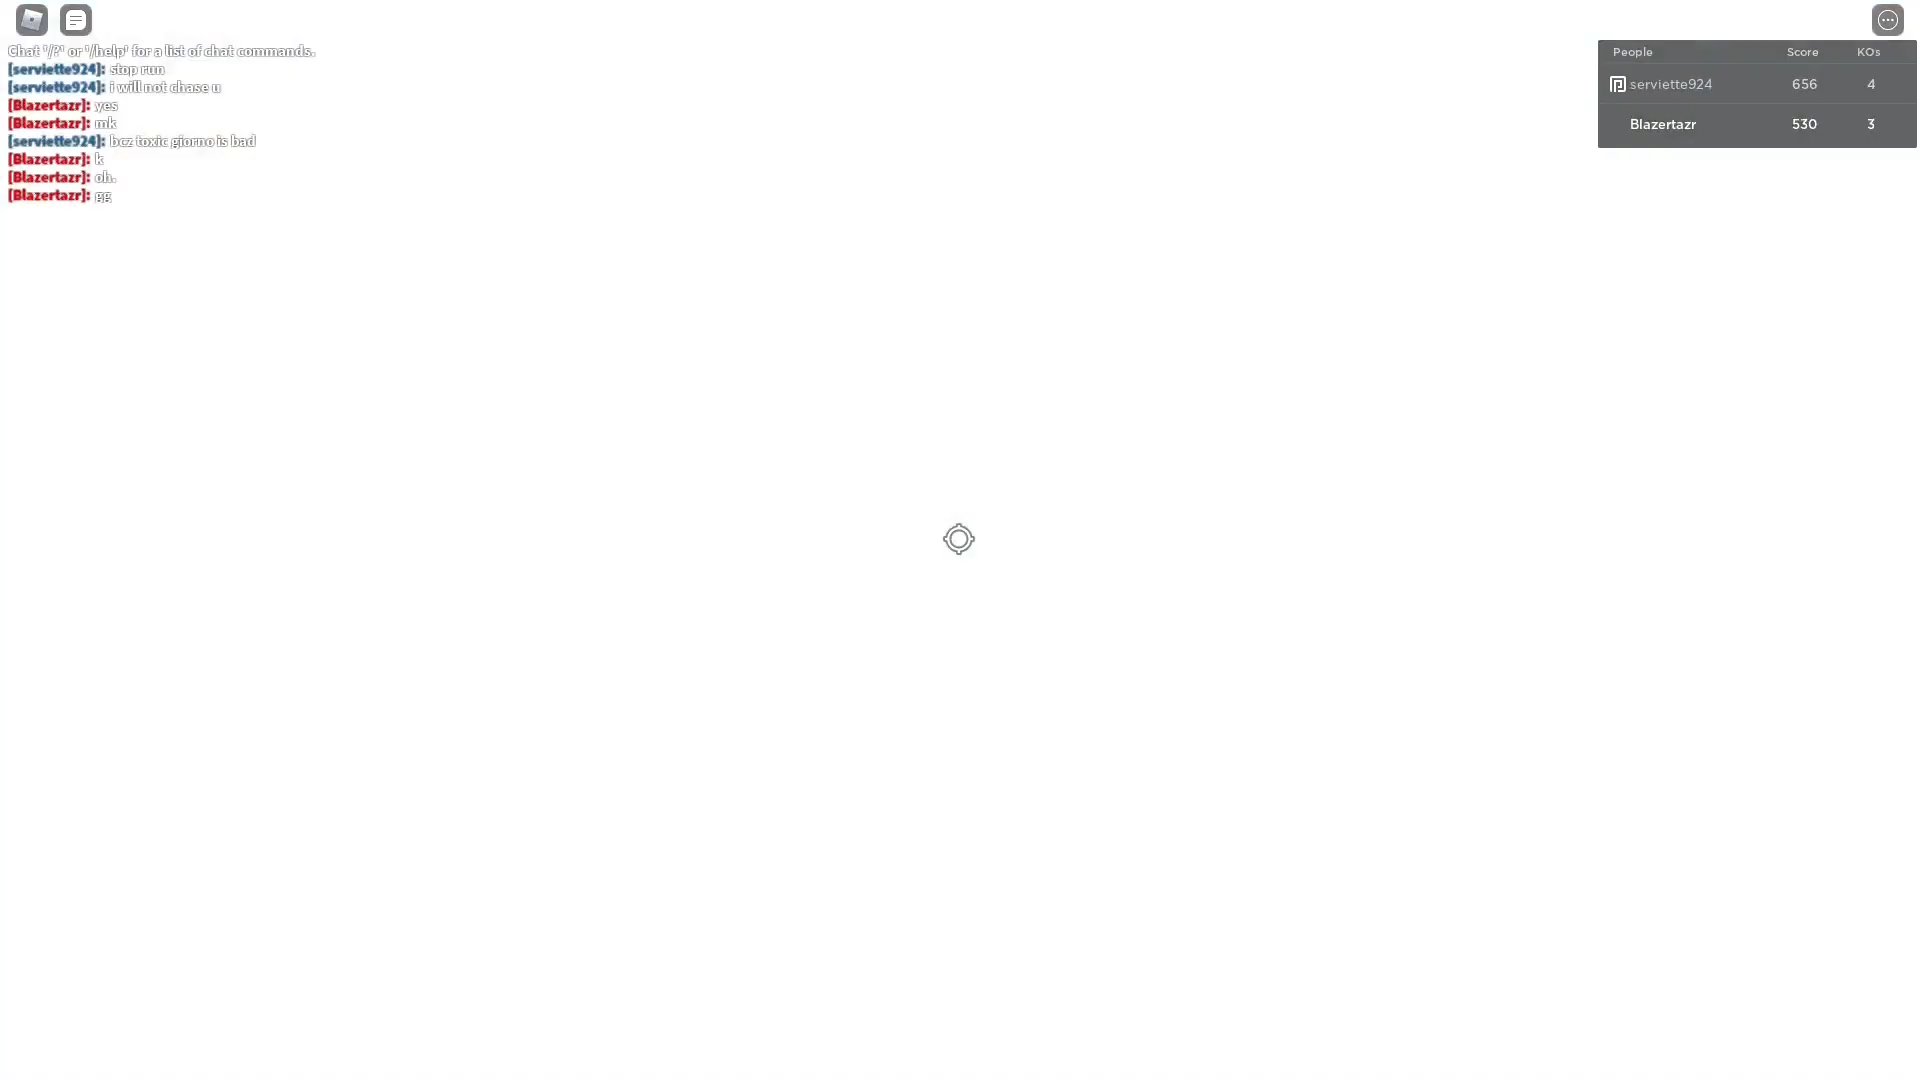 Chat '/?' or '/help' for a list of chat commands.
[serviette924]: stop run
[serviette924]: i will not chase u
[Blazertazr]: yes
[Blazertazr]: mk
[serviette924]: bcz toxic giorno is bad
[Blazertazr]: k
[Blazertazr]: oh.
[Blazertazr]: gg
People Score KOs
serviette924 656 4
Blazertazr 530 3